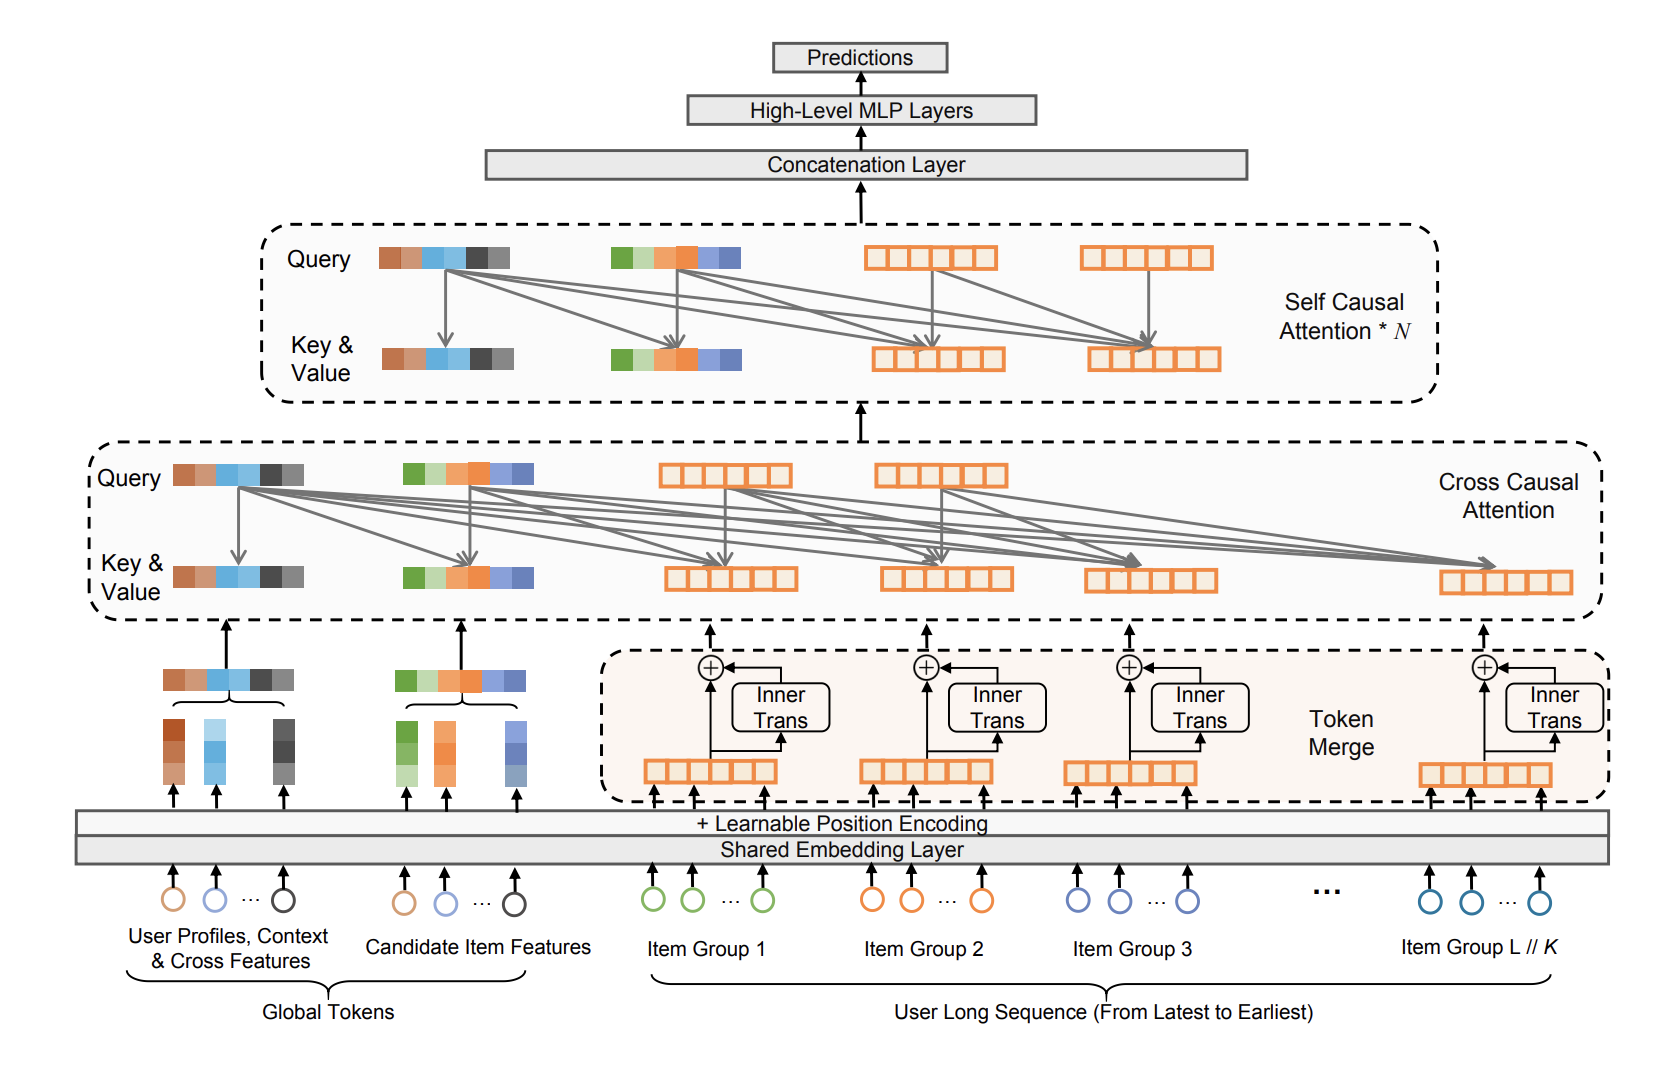 Predictions
High-Level MLP Layers
Concatenation Layer
Query
Key &
Value
Self Causal
Attention * N
Query
Key &
Value
Cross Causal
Attention
Inner
Trans
Inner
Trans
Inner
Trans
Inner
Trans
Token
Merge
+ Learnable Position Encoding
Shared Embedding Layer
... ... ... ... ... ... ...
User Profiles, Context
& Cross Features
Candidate Item Features
Item Group 1
Item Group 2
Item Group 3
Item Group L // K
Global Tokens
User Long Sequence (From Latest to Earliest)